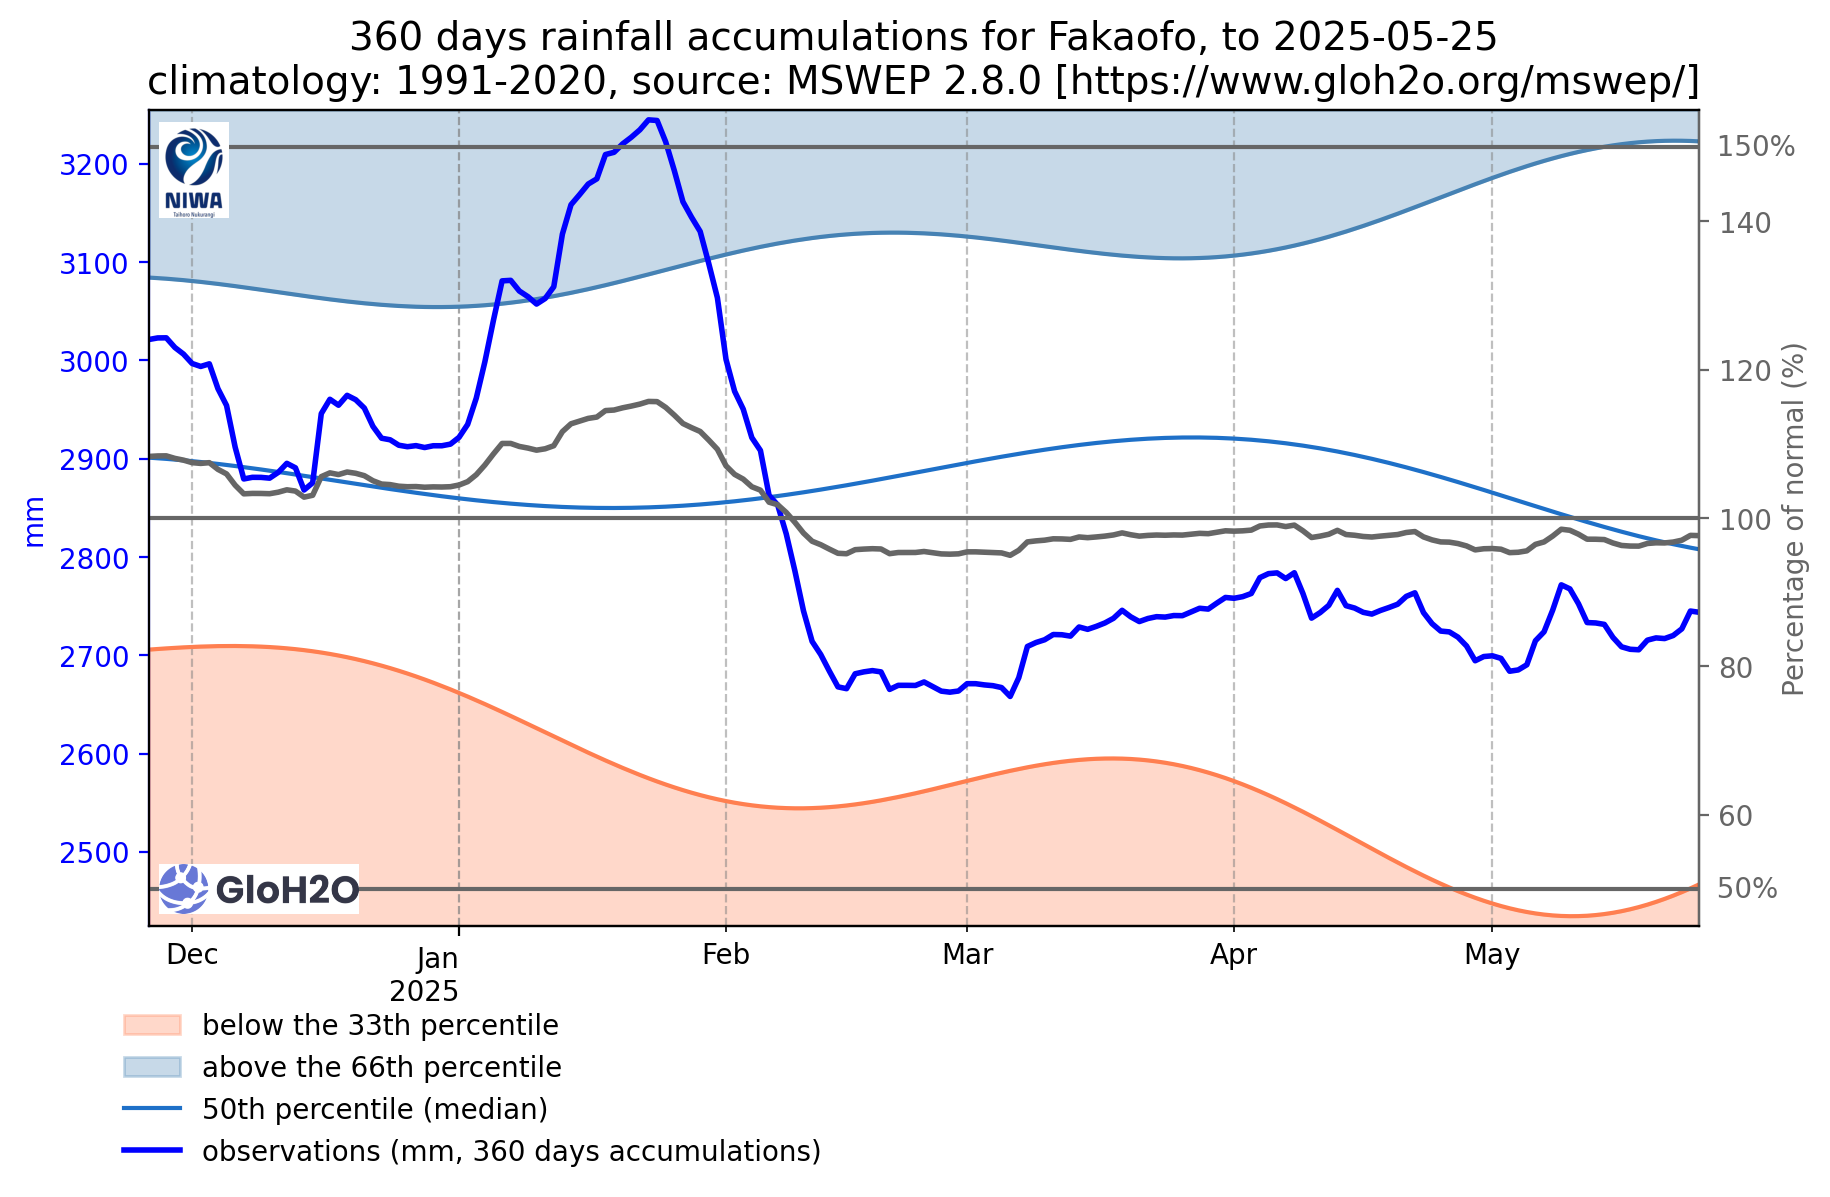 360 days rainfall accumulations for Fakaofo, to 2025-05-25
climatology: 1991-2020, source: MSWEP 2.8.0 [https://www.gloh2o.org/mswep/]
NIWA
Taihoro Nukurangi
3200
3100
3000
2900
2800
2700
2600
2500
mm
150%
140
120
100
80
60
50%
Percentage of normal (%)
GloH2O
Dec
Jan
2025
Feb
Mar
Apr
May
below the 33th percentile
above the 66th percentile
50th percentile (median)
observations (mm, 360 days accumulations)